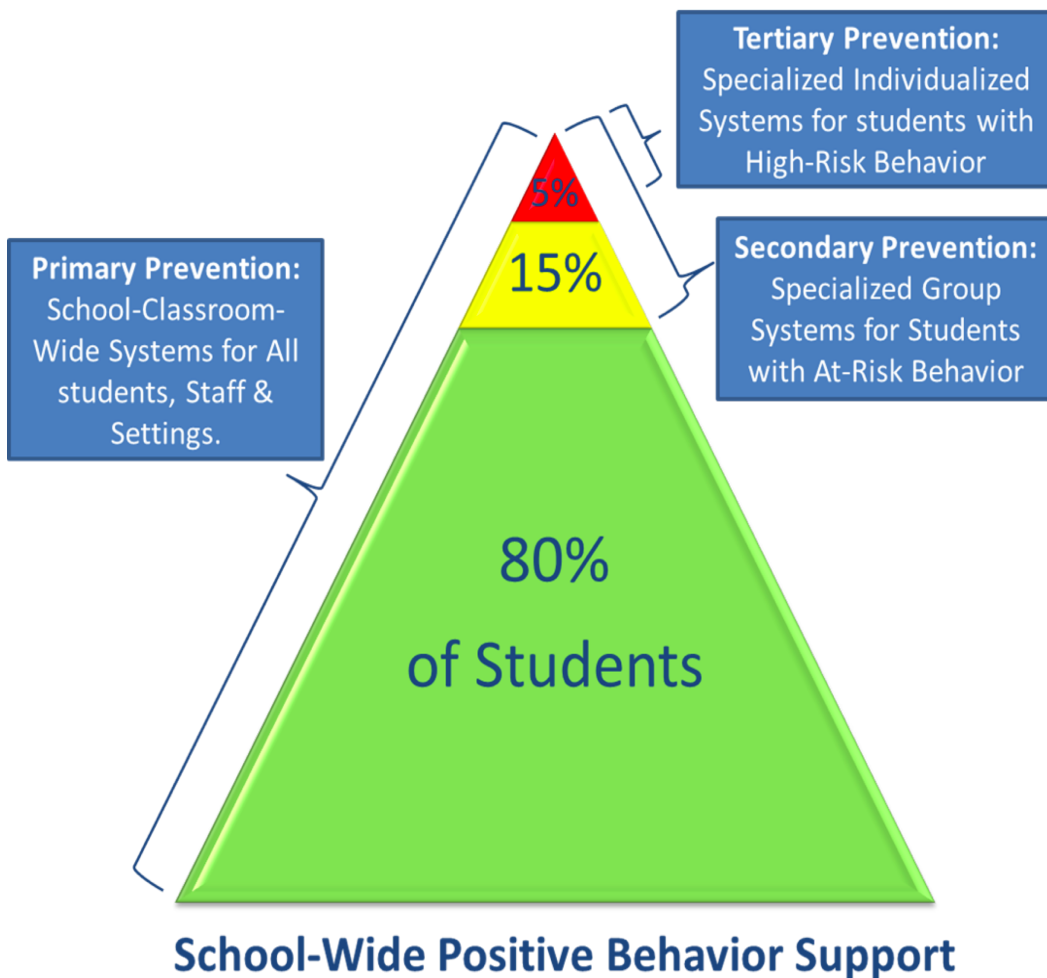 Tertiary Prevention:
Specialized Individualized
Systems for students with
High-Risk Behavior
5%
15%
Primary Prevention:
School-Classroom-
Wide Systems for All
students, Staff &
Settings.
Secondary Prevention:
Specialized Group
Systems for Students
with At-Risk Behavior
80%
of Students
School-Wide Positive Behavior Support